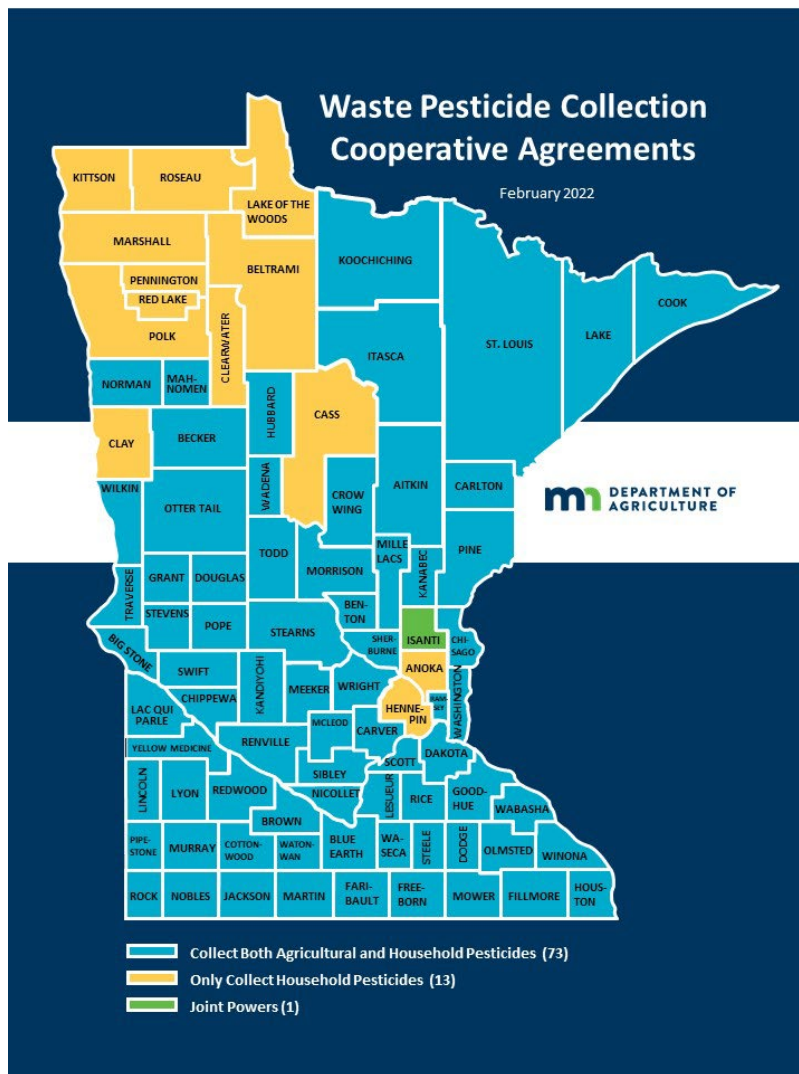 Waste Pesticide Collection
Cooperative Agreements
February 2022
KITTSON
ROSEAU
LAKE OF THE
WOODS
MARSHALL
BELTRAMI
KOOCHICHING
PENNINGTON
RED LAKE
POLK
CLEARWATER
COOK
LAKE
ST. LOUIS
ITASCA
NORMAN
MAH-
NOMEN
HUBBARD
CASS
CLAY
BECKER
WADENA
CROW
WING
AITKIN
CARLTON
DEPARTMENT OF
AGRICULTURE
WILKIN
OTTER TAIL
TODD
MILLE
LACS
KANABEC
PINE
MORRISON
TRAVERSE
GRANT
DOUGLAS
STEVENS
POPE
STEARNS
BEN-
TON
SHER-
BURNE
ISANTI
CHI-
SAGO
BIG STONE
SWIFT
KANDIYOHI
MEEKER
WRIGHT
ANOKA
HENNE-
PIN
RAM-
SEY
WASHINGTON
CHIPPEWA
LAC QUI
PARLE
YELLOW MEDICINE
RENVILLE
MCLEOD
CARVER
SCOTT
DAKOTA
SIBLEY
LINCOLN
LYON
REDWOOD
NICOLLET
LESUEUR
RICE
GOOD-
HUE
WABASHA
BROWN
PIPE-
STONE
MURRAY
COTTON-
WOOD
WATON-
WAN
BLUE
EARTH
WA-
SECA
STEELE
DODGE
OLMSTED
WINONA
ROCK
NOBLES
JACKSON
MARTIN
FARI-
BAULT
FREE-
BORN
MOWER
FILLMORE
HOUS-
TON
Collect Both Agricultural and Household Pesticides (73)
Only Collect Household Pesticides (13)
Joint Powers (1)